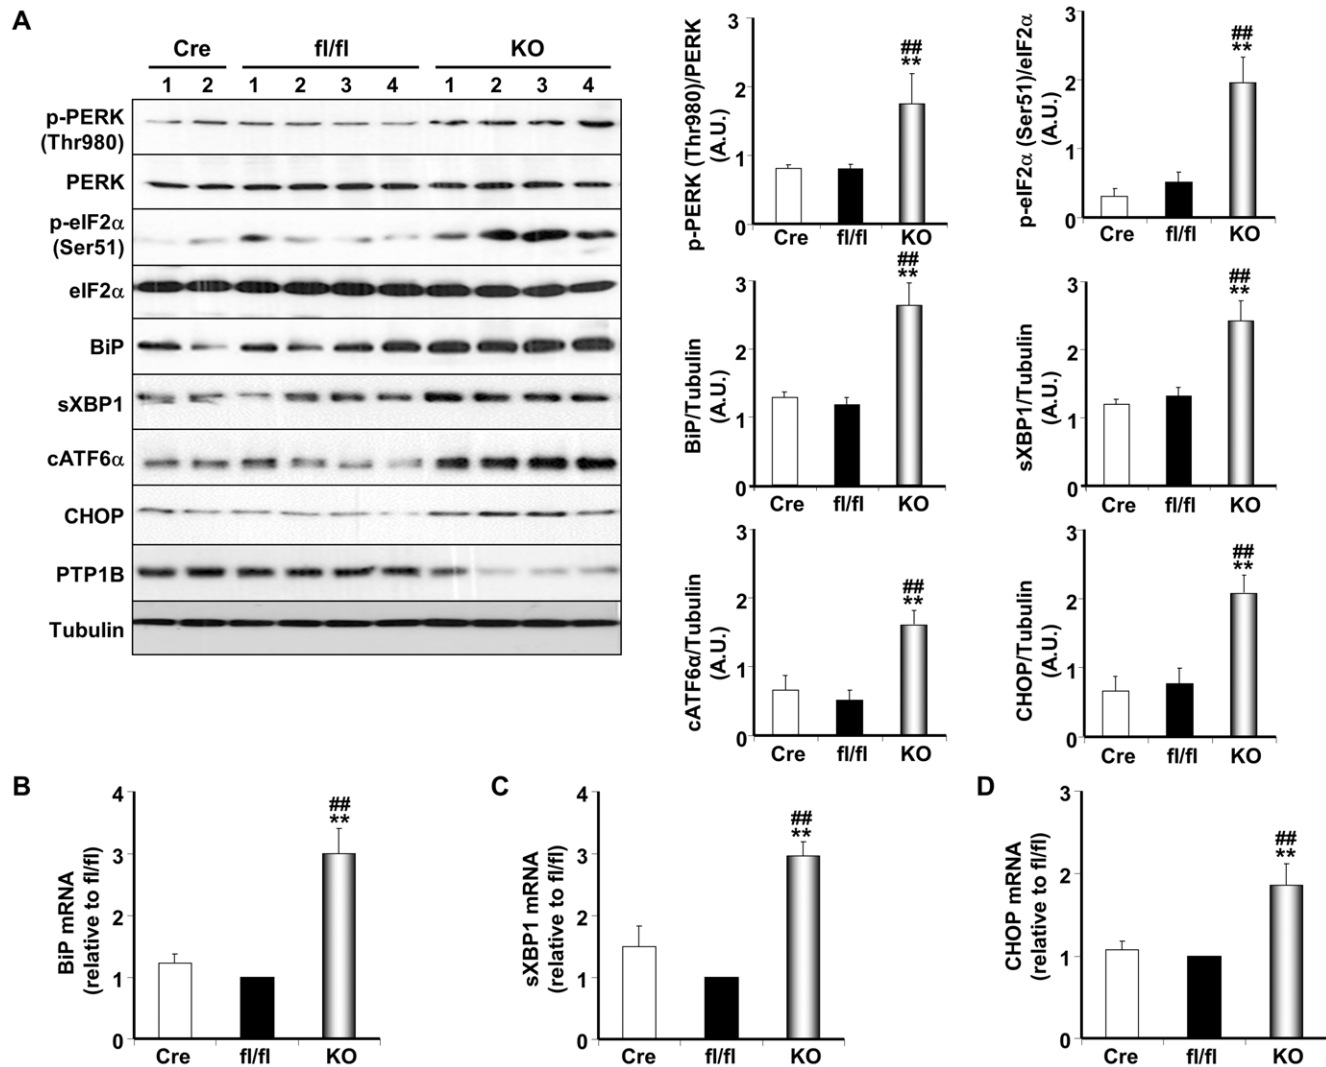 A
Cre fl/fl KO
1 2 1 2 3 4 1 2 3 4
p-PERK
(Thr980)
PERK
p-eIF2α
(Ser51)
eIF2α
BiP
sXBP1
cATF6α
CHOP
PTP1B
Tubulin
p-PERK (Thr980)/PERK
(A.U.)
3
2
1
0
##
**
Cre fl/fl KO
p-eIF2α (Ser51)/eIF2α
(A.U.)
3
2
1
0
##
**
Cre fl/fl KO
BiP/Tubulin
(A.U.)
3
2
1
0
##
**
Cre fl/fl KO
sXBP1/Tubulin
(A.U.)
3
2
1
0
##
**
Cre fl/fl KO
cATF6α/Tubulin
(A.U.)
3
2
1
0
##
**
Cre fl/fl KO
CHOP/Tubulin
(A.U.)
3
2
1
0
##
**
Cre fl/fl KO
B
BiP mRNA
(relative to fl/fl)
4
3
2
1
0
##
**
Cre fl/fl KO
C
sXBP1 mRNA
(relative to fl/fl)
4
3
2
1
0
##
**
Cre fl/fl KO
D
CHOP mRNA
(relative to fl/fl)
3
2
1
0
##
**
Cre fl/fl KO